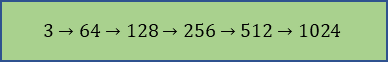 3 → 64 → 128 → 256 → 512 → 1024